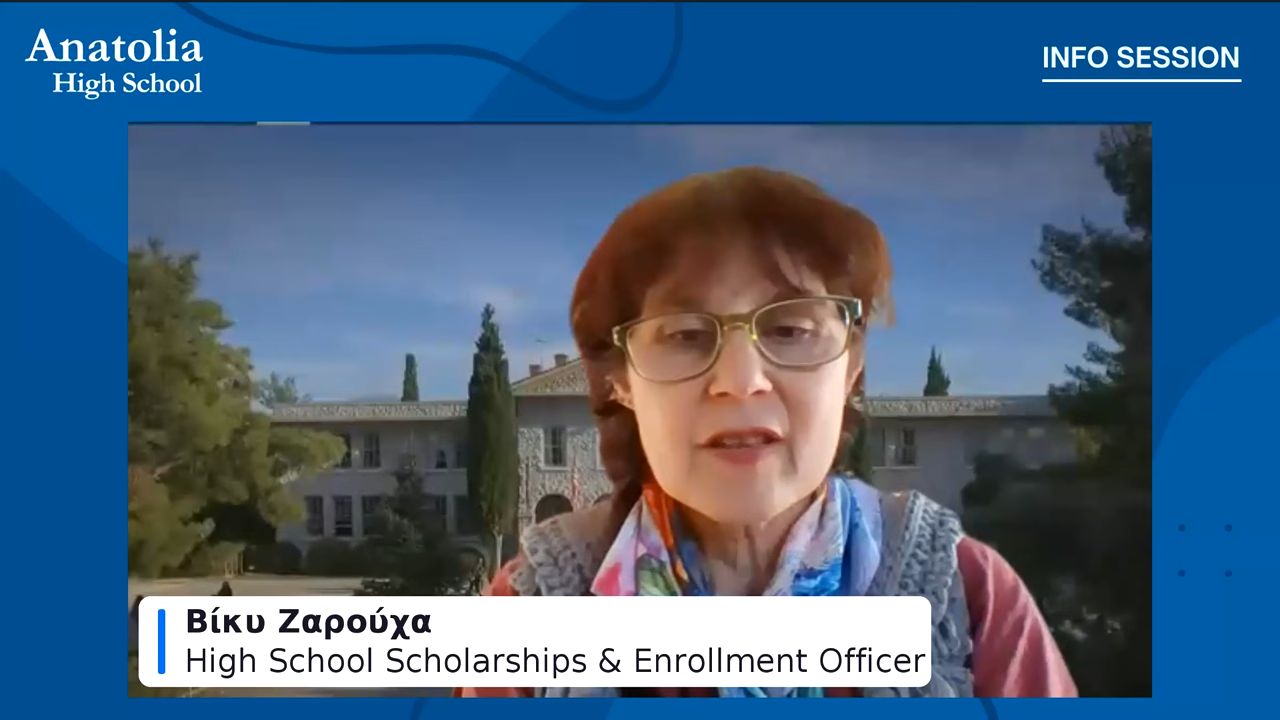 Anatolia
High School
INFO SESSION
Βίκυ Ζαρούχα
High School Scholarships & Enrollment Officer